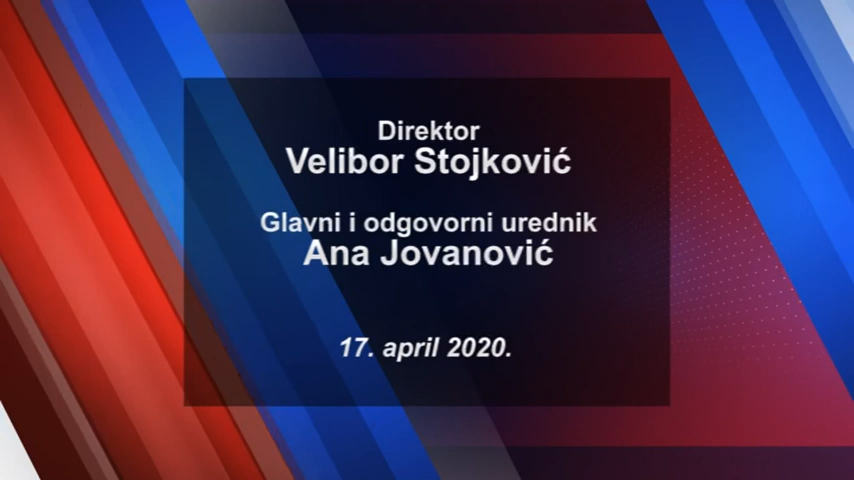 Direktor
Velibor Stojković
Glavni i odgovorni urednik
Ana Jovanović
17. april 2020.